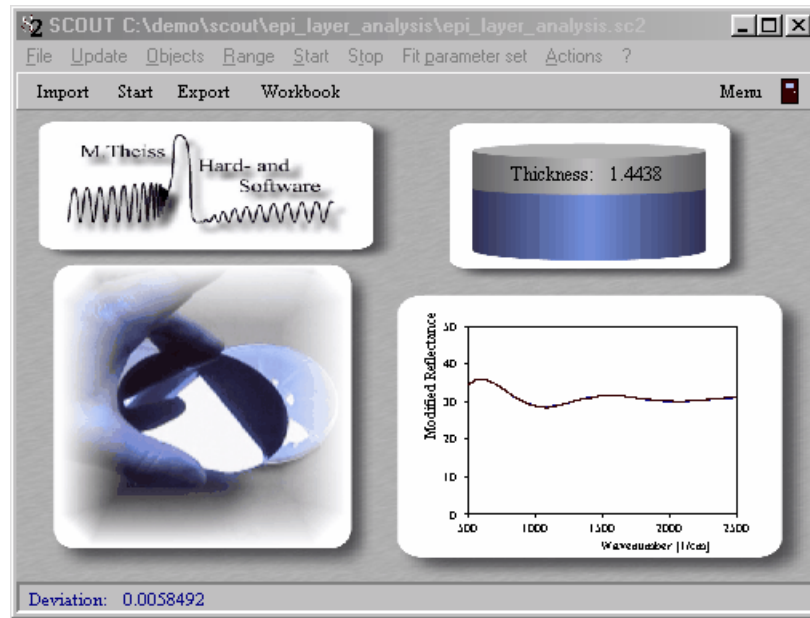 SCOUT C:\demo\scout\epi_layer_analysis\epi_layer_analysis.sc2
File Update Objects Range Start Stop Fit parameter set Actions ?
Import Start Export Workbook Menu
M.Theiss
Hard- and
Software
Thickness: 1.4438
Modified Reflectance
50
40
30
20
10
0
500 1000 1500 2000 2500
Wavenumber [1/cm]
Deviation: 0.0058492